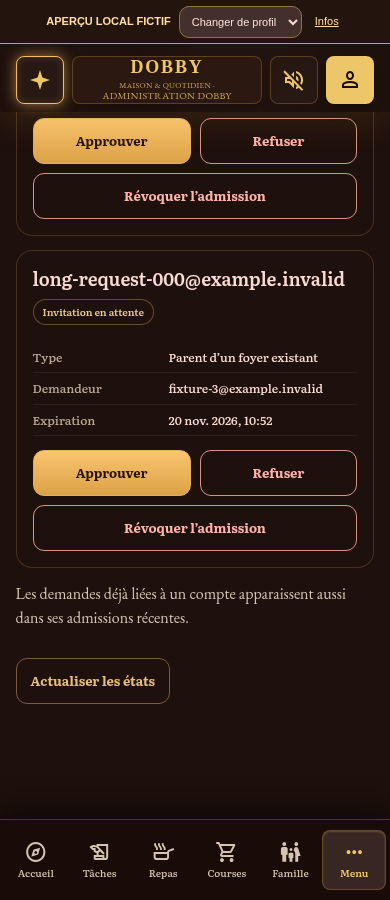 APERÇU LOCAL FICTIF
Changer de profil
Infos
DOBBY
MAISON & QUOTIDIEN ·
ADMINISTRATION DOBBY
Approuver
Refuser
Révoquer l’admission
long-request-000@example.invalid
Invitation en attente
Type
Parent d’un foyer existant
Demandeur
fixture-3@example.invalid
Expiration
20 nov. 2026, 10:52
Approuver
Refuser
Révoquer l’admission
Les demandes déjà liées à un compte apparaissent aussi
dans ses admissions récentes.
Actualiser les états
Accueil
Tâches
Repas
Courses
Famille
Menu